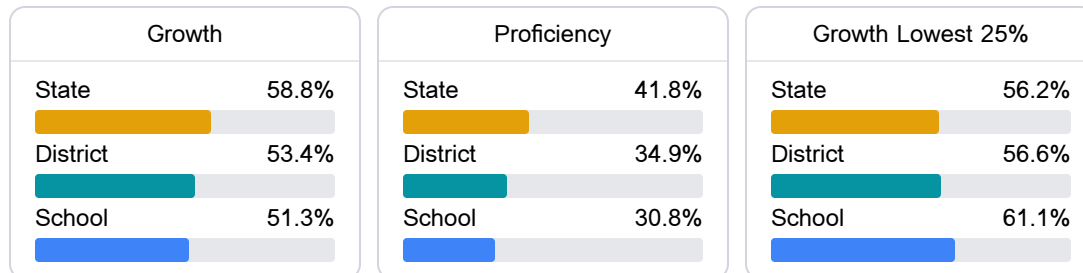 Growth
State 58.8%
District 53.4%
School 51.3%
Proficiency
State 41.8%
District 34.9%
School 30.8%
Growth Lowest 25%
State 56.2%
District 56.6%
School 61.1%